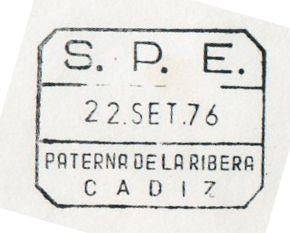 S. P. E.
22.SET.76
PATERNA DE LA RIBERA
CADIZ